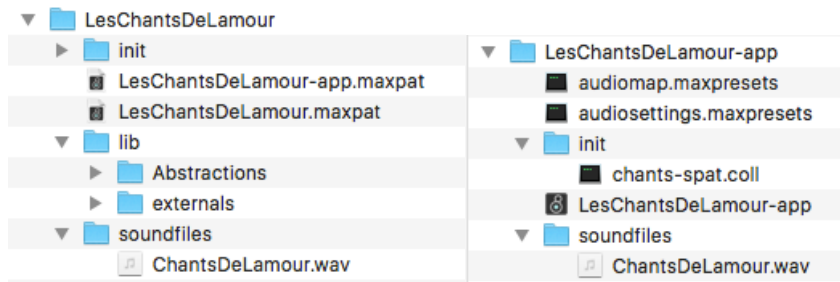 LesChantsDeLamour
init
LesChantsDeLamour-app.maxpat
LesChantsDeLamour.maxpat
lib
Abstractions
externals
soundfiles
ChantsDeLamour.wav
LesChantsDeLamour-app
audiomap.maxpresets
audiosettings.maxpresets
init
chants-spat.coll
LesChantsDeLamour-app
soundfiles
ChantsDeLamour.wav